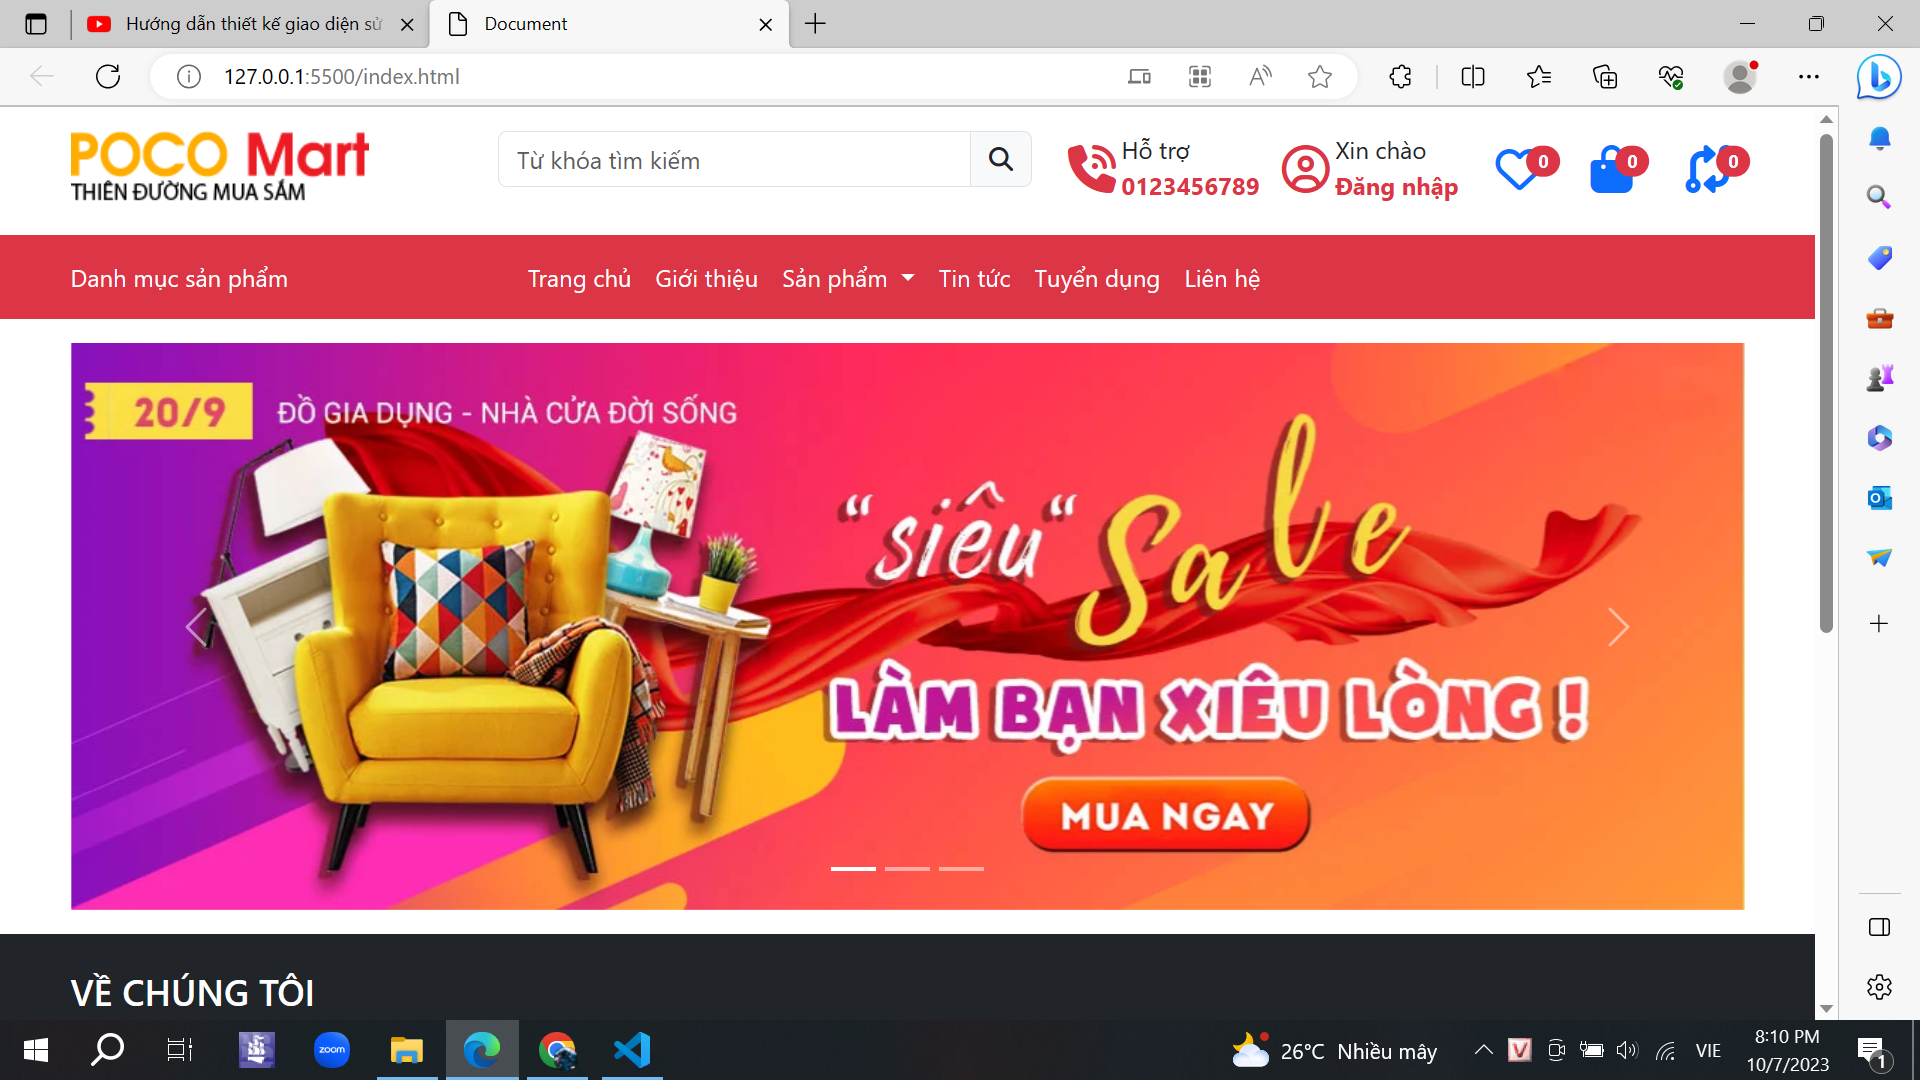 Hướng dẫn thiết kế giao diện sử
Document
127.0.0.1:5500/index.html
POCO Mart
THIÊN ĐƯỜNG MUA SẮM
Từ khóa tìm kiếm
Hỗ trợ
0123456789
Xin chào
Đăng nhập
0
0
0
Danh mục sản phẩm
Trang chủ
Giới thiệu
Sản phẩm
Tin tức
Tuyển dụng
Liên hệ
20/9
ĐỒ GIA DỤNG - NHÀ CỬA ĐỜI SỐNG
“siêu“ Sale
LÀM BẠN XIÊU LÒNG !
MUA NGAY
VỀ CHÚNG TÔI
zoom
26°C Nhiều mây
VIE
8:10 PM
10/7/2023
1